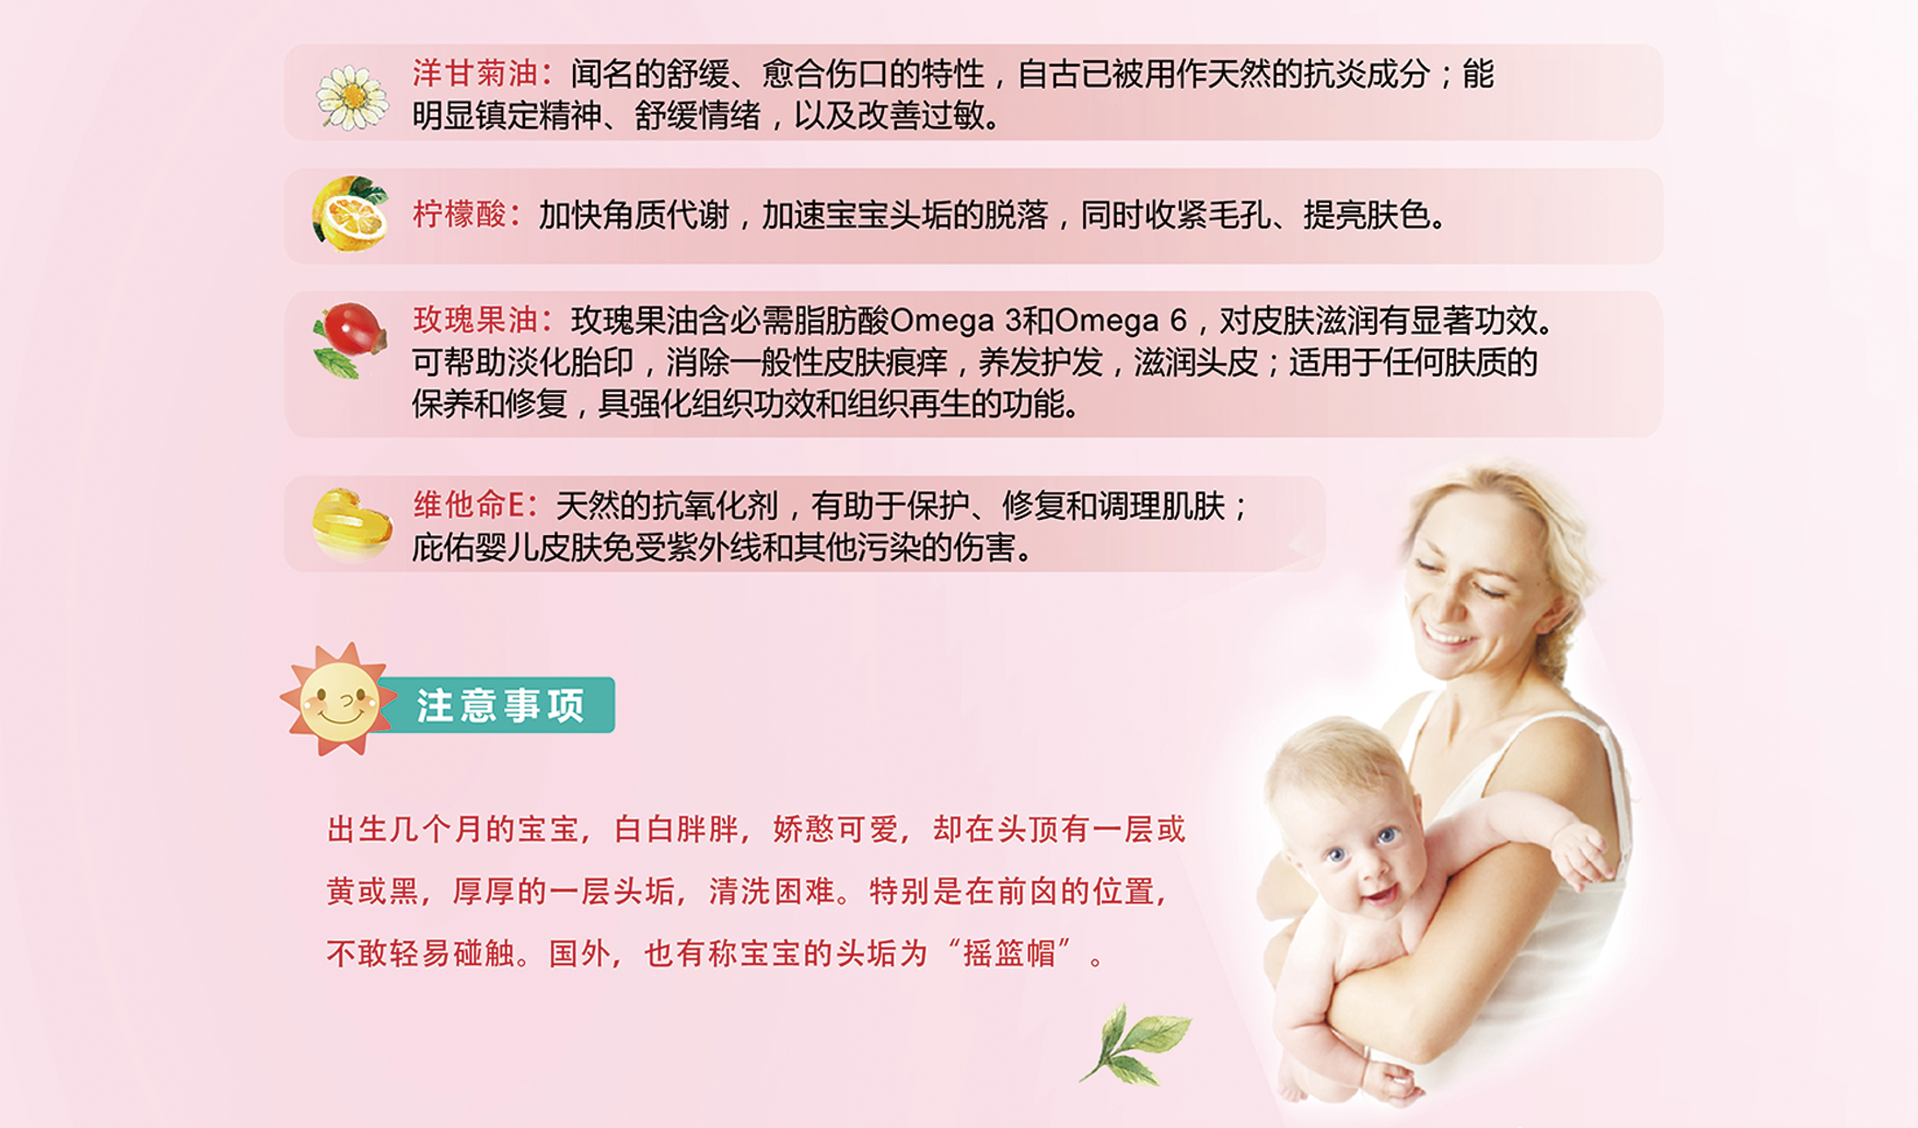 洋甘菊油：闻名的舒缓、愈合伤口的特性，自古已被用作天然的抗炎成分；能
明显镇定精神、舒缓情绪，以及改善过敏。
柠檬酸：加快角质代谢，加速宝宝头垢的脱落，同时收紧毛孔、提亮肤色。
玫瑰果油：玫瑰果油含必需脂肪酸Omega 3和Omega 6，对皮肤滋润有显著功效。
可帮助淡化胎印，消除一般性皮肤痕痒，养发护发，滋润头皮；适用于任何肤质的
保养和修复，具强化组织功效和组织再生的功能。
维他命E：天然的抗氧化剂，有助于保护、修复和调理肌肤；
庇佑婴儿皮肤免受紫外线和其他污染的伤害。
注意事项
出生几个月的宝宝，白白胖胖，娇憨可爱，却在头顶有一层或
黄或黑，厚厚的一层头垢，清洗困难。特别是在前囟的位置，
不敢轻易碰触。国外，也有称宝宝的头垢为“摇篮帽”。